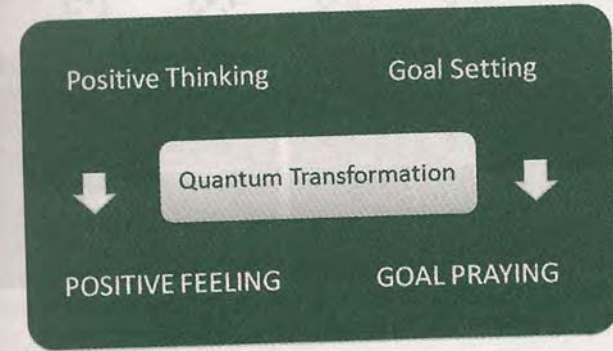 Positive Thinking Goal Setting
Quantum Transformation
POSITIVE FEELING GOAL PRAYING